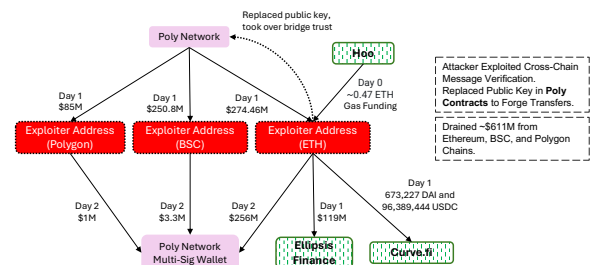 Replaced public key,
took over bridge trust
Poly Network
Hoo
Attacker Exploited Cross-Chain
Message Verification.
Replaced Public Key in Poly
Contracts to Forge Transfers.
Day 0
~0.47 ETH
Gas Funding
Day 1
$85M
Day 1
$250.8M
Day 1
$274.46M
Drained ~$611M from
Ethereum, BSC, and Polygon
Chains.
Exploiter Address
(Polygon)
Exploiter Address
(BSC)
Exploiter Address
(ETH)
Day 1
673,227 DAI and
96,389,444 USDC
Day 2
$1M
Day 2
$3.3M
Day 2
$256M
Day 1
$119M
Poly Network
Multi-Sig Wallet
Ellipsis
Finance
Curve.fi